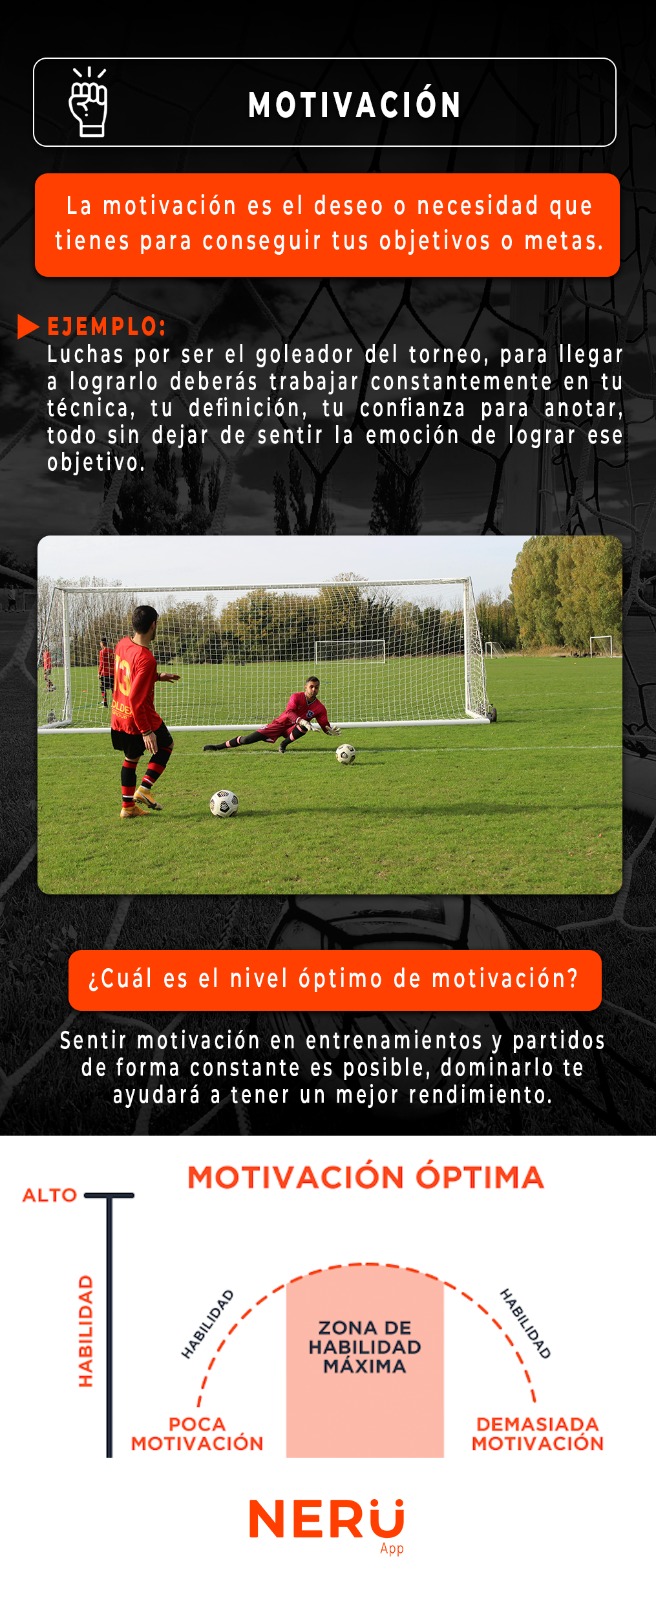 MOTIVACIÓN
La motivación es el deseo o necesidad que
tienes para conseguir tus objetivos o metas.
EJEMPLO:
Luchas por ser el goleador del torneo, para llegar
a lograrlo deberás trabajar constantemente en tu
técnica, tu definición, tu confianza para anotar,
todo sin dejar de sentir la emoción de lograr ese
objetivo.
13
¿Cuál es el nivel óptimo de motivación?
Sentir motivación en entrenamientos y partidos
de forma constante es posible, dominarlo te
ayudará a tener un mejor rendimiento.
MOTIVACIÓN ÓPTIMA
ALTO
HABILIDAD
HABILIDAD
ZONA DE
HABILIDAD
MÁXIMA
HABILIDAD
POCA
MOTIVACIÓN
DEMASIADA
MOTIVACIÓN
NERÜ
App